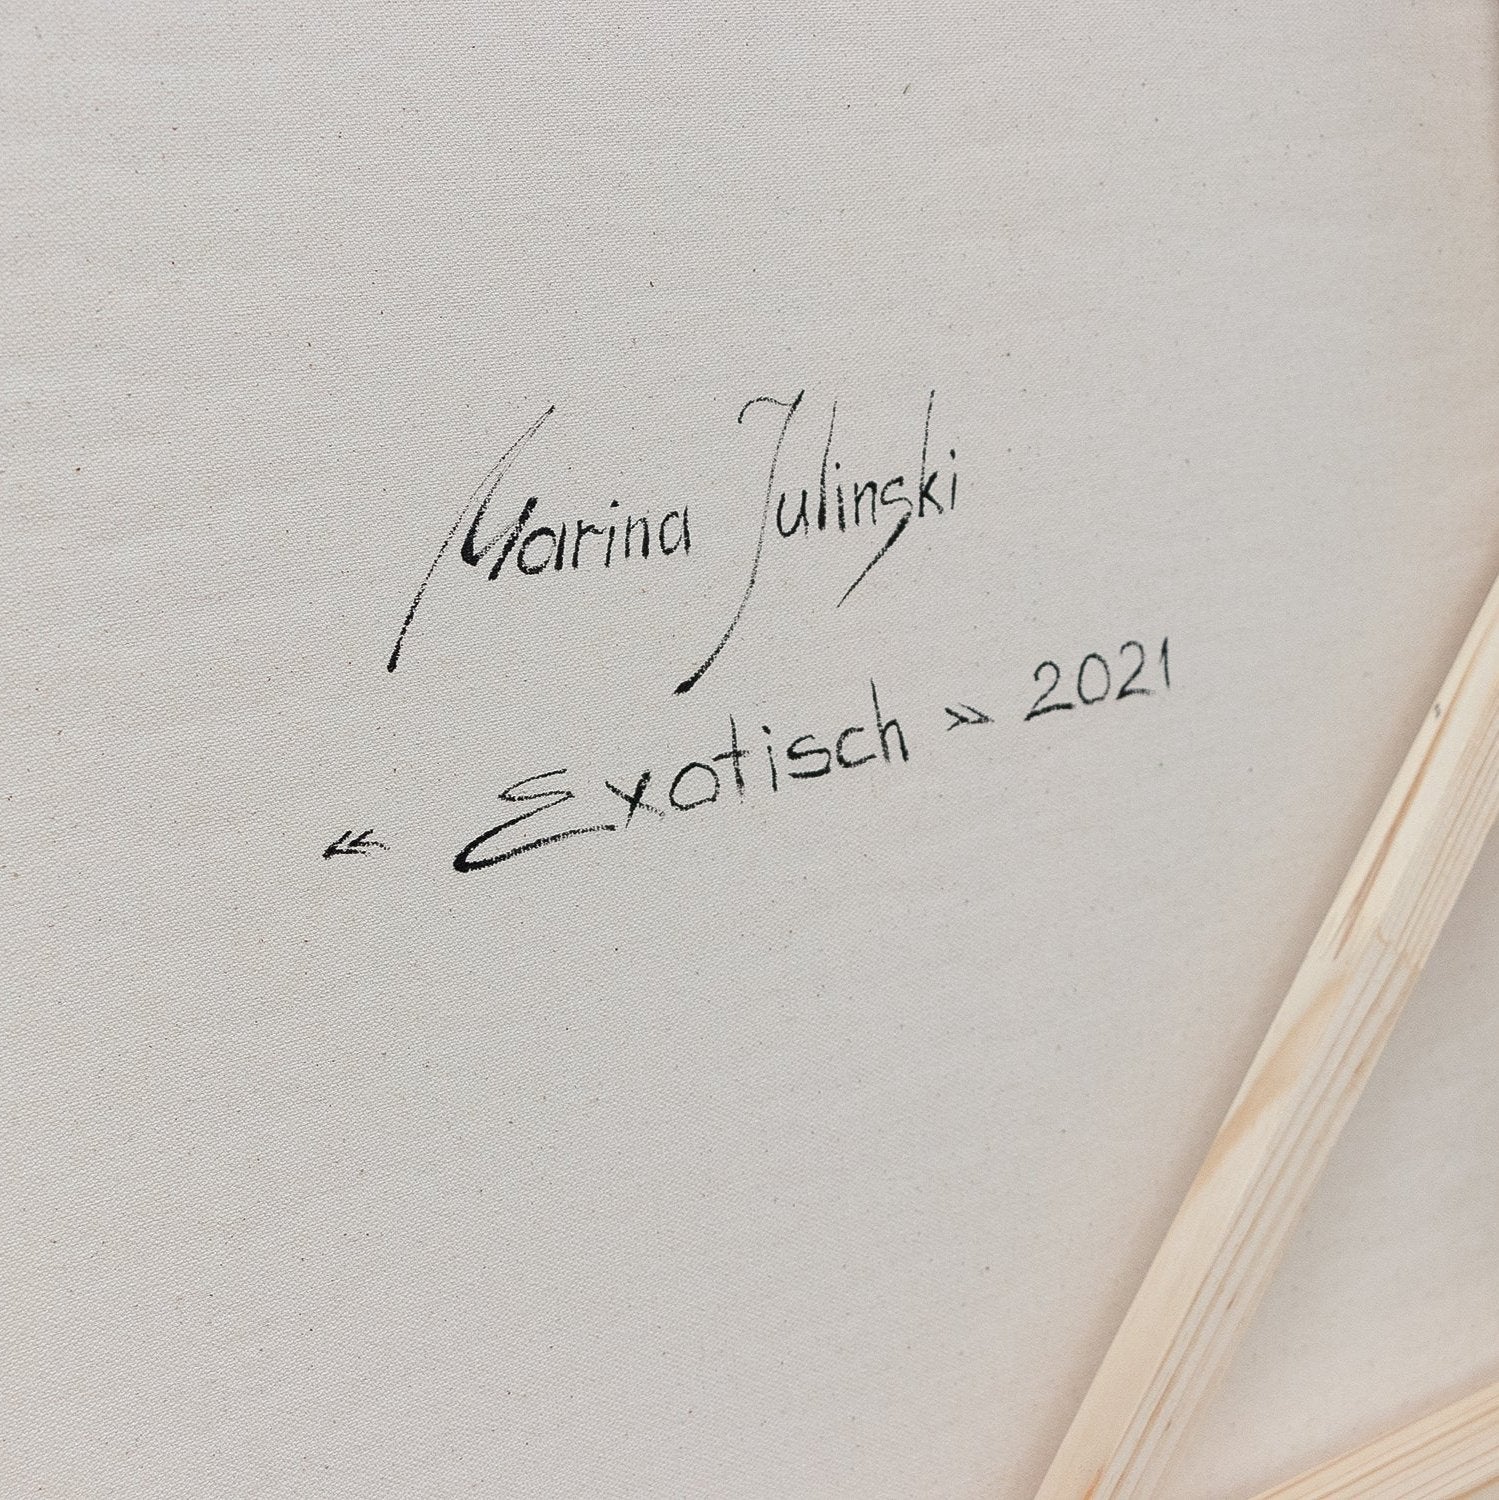 Marina Julinski
« Exotisch » 2021